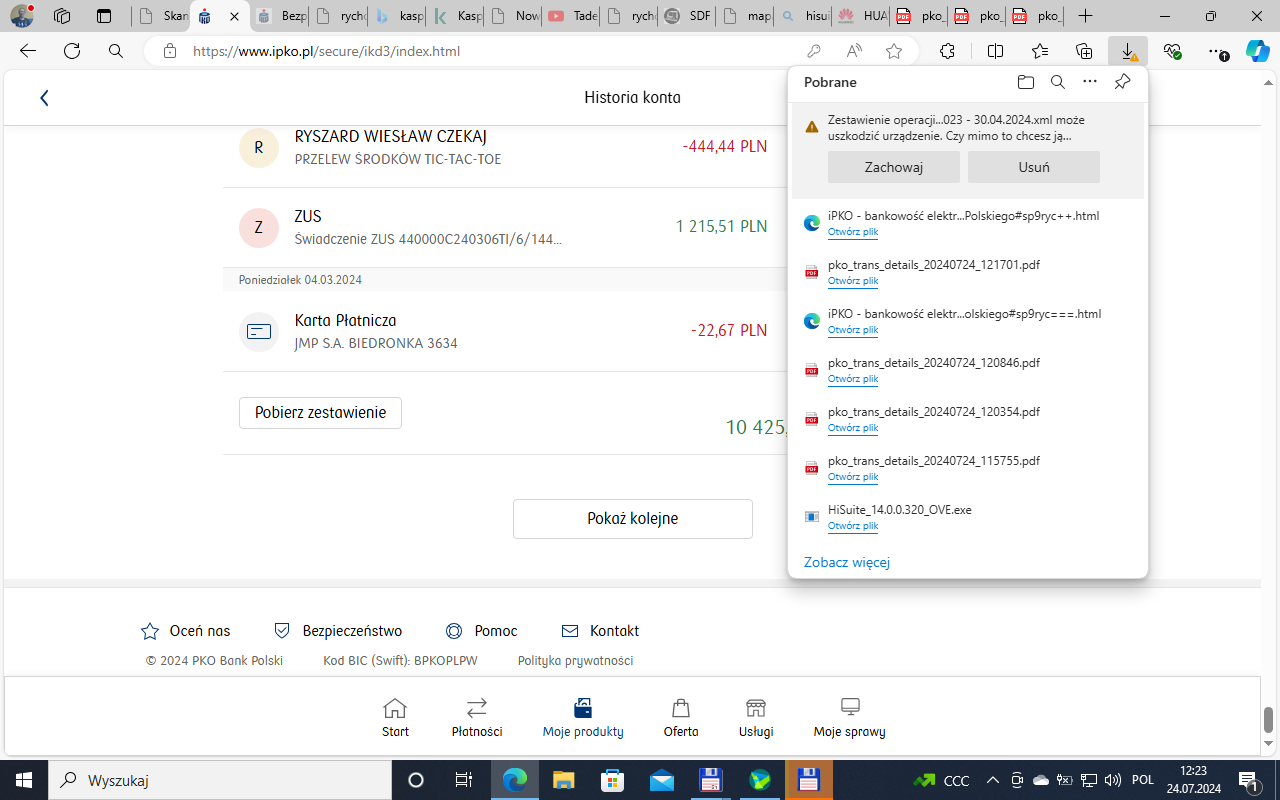 Skan
Bezp
rycho
kasp
Kasp
Now
Tade
rycho
SDF
map
hisui
HUA
pko_
pko_
pko_
https://www.ipko.pl/secure/ikd3/index.html
Historia konta
R
RYSZARD WIESŁAW CZEKAJ
PRZELEW ŚRODKÓW TIC-TAC-TOE
-444,44 PLN
Z
ZUS
Świadczenie ZUS 440000C240306TI/6/144...
1 215,51 PLN
Poniedziałek 04.03.2024
Karta Płatnicza
JMP S.A. BIEDRONKA 3634
-22,67 PLN
Pobierz zestawienie
10 425,
Pokaż kolejne
Pobrane
Zestawienie operacji...023 - 30.04.2024.xml może
uszkodzić urządzenie. Czy mimo to chcesz ją...
Zachowaj
Usuń
iPKO - bankowość elektr...Polskiego#sp9ryc++.html
Otwórz plik
pko_trans_details_20240724_121701.pdf
Otwórz plik
iPKO - bankowość elektr...olskiego#sp9ryc===.html
Otwórz plik
pko_trans_details_20240724_120846.pdf
Otwórz plik
pko_trans_details_20240724_120354.pdf
Otwórz plik
pko_trans_details_20240724_115755.pdf
Otwórz plik
HiSuite_14.0.0.320_OVE.exe
Otwórz plik
Zobacz więcej
Oceń nas
Bezpieczeństwo
Pomoc
Kontakt
© 2024 PKO Bank Polski
Kod BIC (Swift): BPKOPLPW
Polityka prywatności
Start
Płatności
Moje produkty
Oferta
Usługi
Moje sprawy
Wyszukaj
CCC
POL
12:23
24.07.2024
1